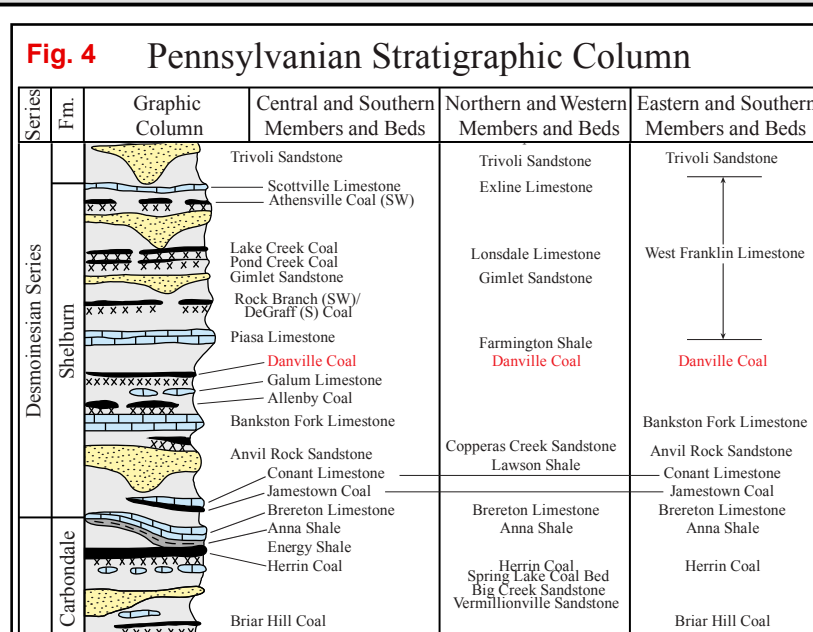 Fig. 4 Pennsylvanian Stratigraphic Column
Series
Fm.
Graphic
Column
Central and Southern
Members and Beds
Northern and Western
Members and Beds
Eastern and Southern
Members and Beds
Desmoinesian Series
Shelburn
Carbondale
Trivoli Sandstone
Scottville Limestone
Athensville Coal (SW)
Lake Creek Coal
Pond Creek Coal
Gimlet Sandstone
Rock Branch (SW)/
DeGraff (S) Coal
Piasa Limestone
Danville Coal
Galum Limestone
Allenby Coal
Bankston Fork Limestone
Anvil Rock Sandstone
Conant Limestone
Jamestown Coal
Brereton Limestone
Anna Shale
Energy Shale
Herrin Coal
Briar Hill Coal
Trivoli Sandstone
Exline Limestone
Lonsdale Limestone
Gimlet Sandstone
Farmington Shale
Danville Coal
Copperas Creek Sandstone
Lawson Shale
Brereton Limestone
Anna Shale
Herrin Coal
Spring Lake Coal Bed
Big Creek Sandstone
Vermillionville Sandstone
Trivoli Sandstone
West Franklin Limestone
Danville Coal
Bankston Fork Limestone
Anvil Rock Sandstone
Conant Limestone
Jamestown Coal
Brereton Limestone
Anna Shale
Herrin Coal
Briar Hill Coal